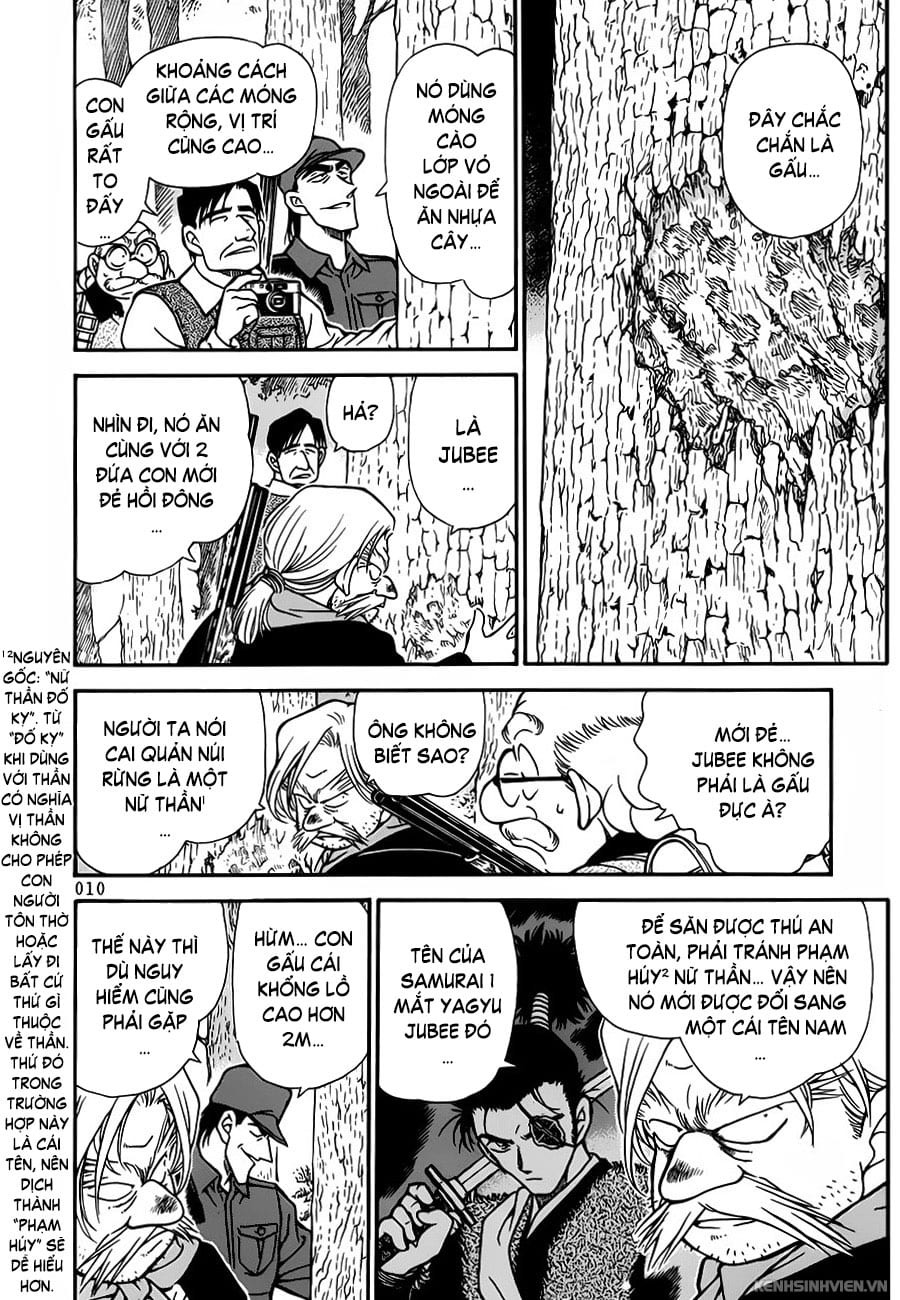 ĐÂY CHẮC
CHẮN LÀ
GẤU...
NÓ DÙNG
MÓNG
CÀO
LỚP VỎ
NGOÀI ĐỂ
ĂN NHỰA
CÂY...
KHOẢNG CÁCH
GIỮA CÁC MÓNG
RỘNG, VỊ TRÍ
CŨNG CAO...
CON
GẤU
RẤT
TO
ĐẤY
...
LÀ
JUBEE
...
HẢ?
NHÌN ĐI, NÓ ĂN
CÙNG VỚI 2
ĐỨA CON MỚI
ĐẺ HỒI ĐÔNG
...
MỚI ĐẺ...
JUBEE KHÔNG
PHẢI LÀ GẤU
ĐỰC À?
ÔNG KHÔNG
BIẾT SAO?
NGƯỜI TA NÓI
CAI QUẢN NÚI
RỪNG LÀ MỘT
NỮ THẦN¹
...
010
ĐỂ SĂN ĐƯỢC THÚ AN
TOÀN, PHẢI TRÁNH PHẠM
HÚY² NỮ THẦN... VẬY NÊN
NÓ MỚI ĐƯỢC ĐỔI SANG
MỘT CÁI TÊN NAM
...
TÊN CỦA
SAMURAI 1
MẮT YAGYU
JUBEE ĐÓ
...
HỪM... CON
GẤU CÁI
KHỔNG LỒ
CAO HƠN
2M...
THẾ NÀY THÌ
DÙ NGUY
HIỂM CŨNG
PHẢI GẶP
...
¹²NGUYÊN
GỐC: "NỮ
THẦN ĐỐ
KỴ". TỪ
"ĐỐ KỴ"
KHI DÙNG
VỚI THẦN
CÓ NGHĨA
VỊ THẦN
KHÔNG
CHO PHÉP
CON
NGƯỜI
TÔN THỜ
HOẶC
LẤY ĐI
BẤT CỨ
THỨ GÌ
THUỘC
VỀ THẦN.
THỨ ĐÓ
TRONG
TRƯỜNG
HỢP NÀY
LÀ CÁI
TÊN, NÊN
DỊCH
THÀNH
"PHẠM
HÚY" SẼ
DỄ HIỂU
HƠN.
KENHSINHVIEN.VN